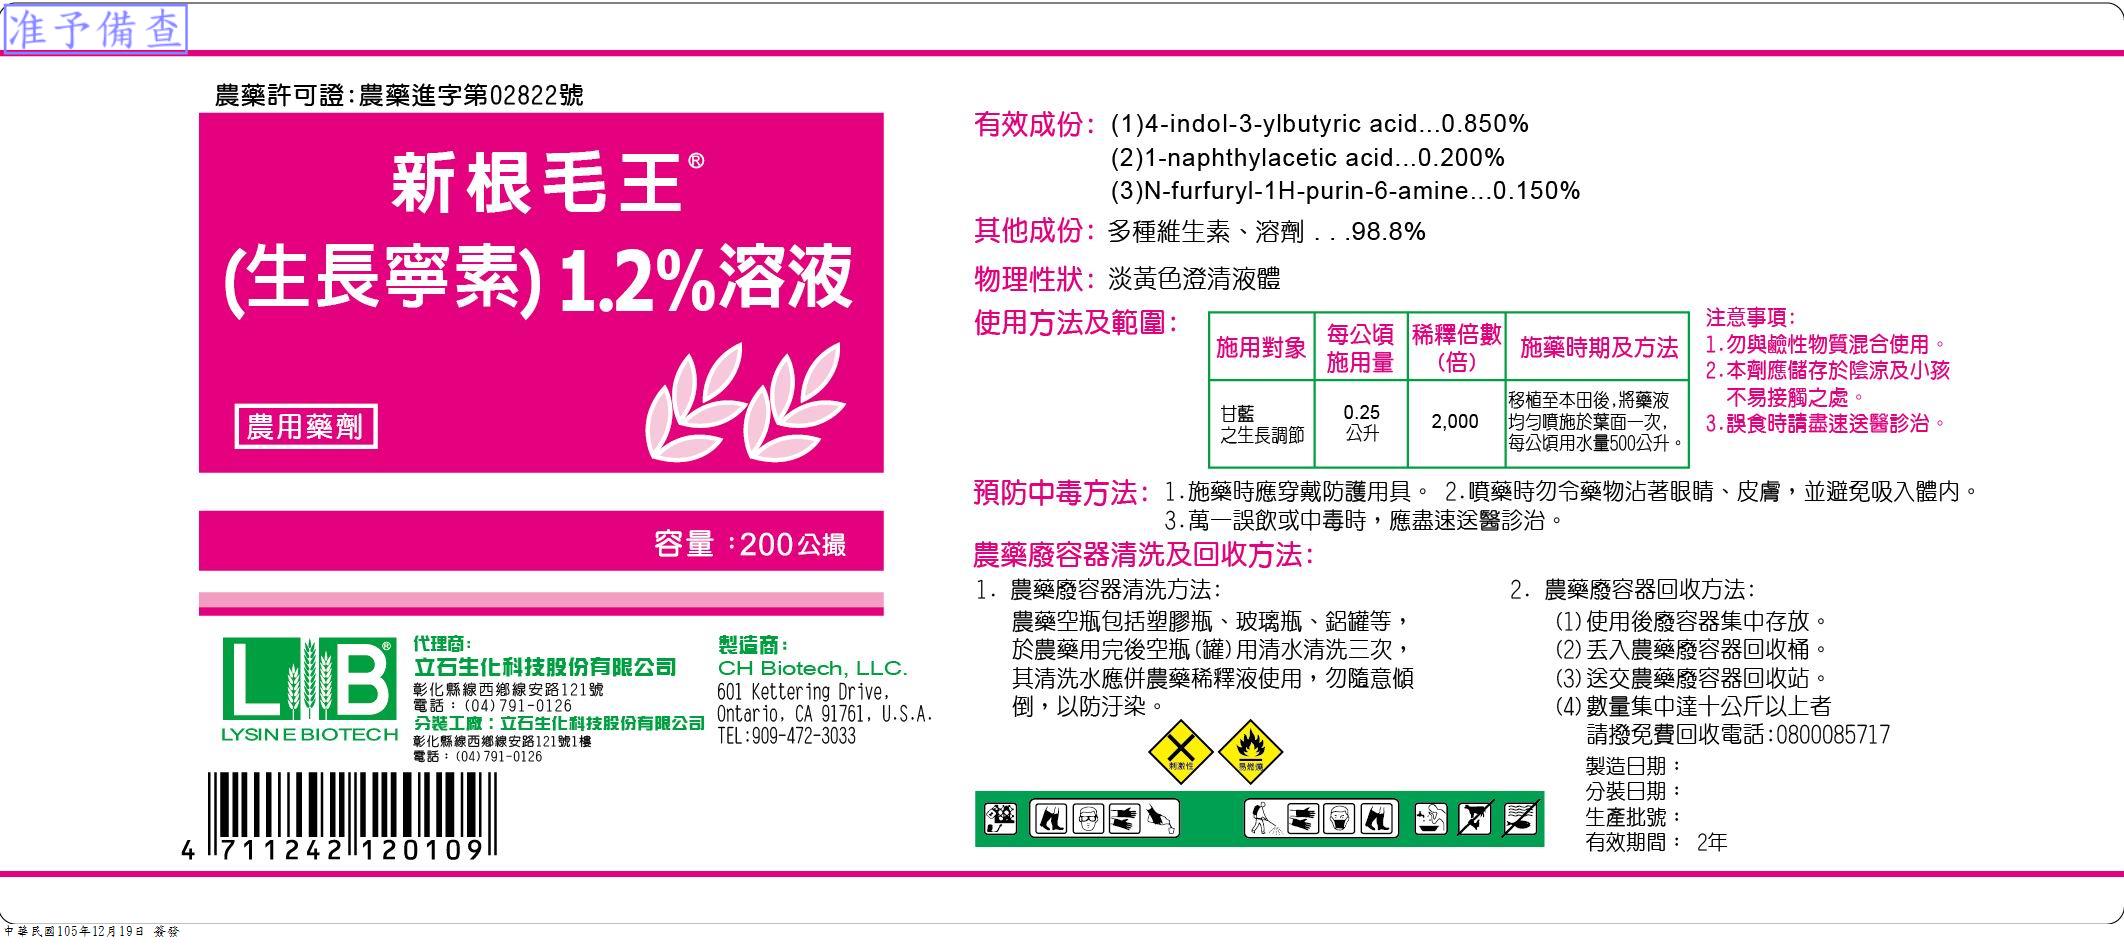 准予備查
農藥許可證:農藥進字第02822號
新根毛王®
(生長寧素)1.2%溶液
農用藥劑
容量:200公撮
LB®
LYSINE BIOTECH
代理商:
立石生化科技股份有限公司
彰化縣線西鄉線安路121號
電話:(04)791-0126
分裝工廠:立石生化科技股份有限公司
彰化縣線西鄉線安路121號1樓
電話:(04)791-0126
製造商:
CH Biotech, LLC.
601 Kettering Drive,
Ontario, CA 91761, U.S.A.
TEL:909-472-3033
4 711242 120109
有效成份: (1)4-indol-3-ylbutyric acid...0.850%
(2)1-naphthylacetic acid...0.200%
(3)N-furfuryl-1H-purin-6-amine...0.150%
其他成份: 多種維生素、溶劑 . . .98.8%
物理性狀: 淡黃色澄清液體
使用方法及範圍:
施用對象
每公頃
施用量
稀釋倍數
(倍)
施藥時期及方法
甘藍
之生長調節
0.25
公升
2,000
移植至本田後,將藥液
均勻噴施於葉面一次,
每公頃用水量500公升。
注意事項:
1.勿與鹼性物質混合使用。
2.本劑應儲存於陰涼及小孩
不易接觸之處。
3.誤食時請盡速送醫診治。
預防中毒方法: 1.施藥時應穿戴防護用具。 2.噴藥時勿令藥物沾著眼睛、皮膚,並避免吸入體內。
3.萬一誤飲或中毒時,應盡速送醫診治。
農藥廢容器清洗及回收方法:
1. 農藥廢容器清洗方法:
農藥空瓶包括塑膠瓶、玻璃瓶、鋁罐等,
於農藥用完後空瓶(罐)用清水清洗三次,
其清洗水應併農藥稀釋液使用,勿隨意傾
倒,以防汙染。
刺激性
易燃燒
2. 農藥廢容器回收方法:
(1)使用後廢容器集中存放。
(2)丟入農藥廢容器回收桶。
(3)送交農藥廢容器回收站。
(4)數量集中達十公斤以上者
請撥免費回收電話:0800085717
製造日期:
分裝日期:
生產批號:
有效期間: 2年
中華民國105年12月19日 簽發